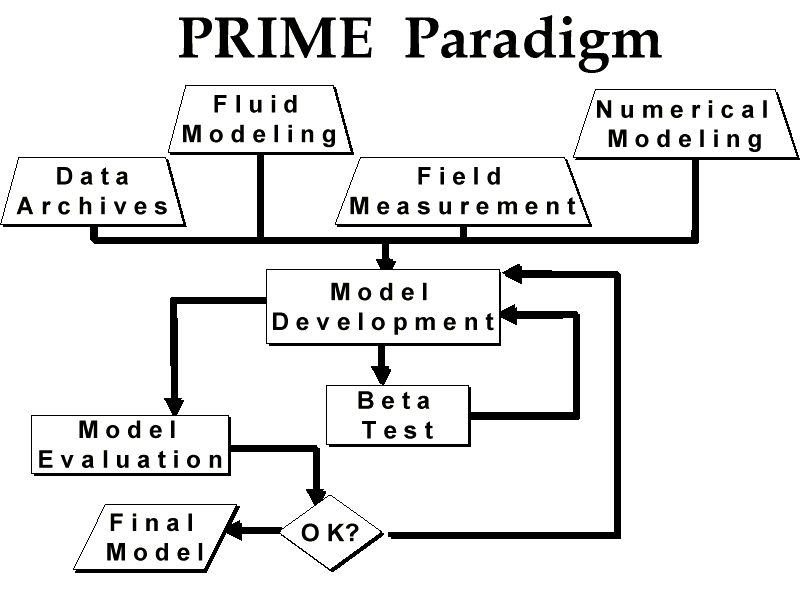 PRIME Paradigm
Fluid
Modeling
Numerical
Modeling
Data
Archives
Field
Measurement
Model
Development
Beta
Test
Model
Evaluation
Final
Model
OK?